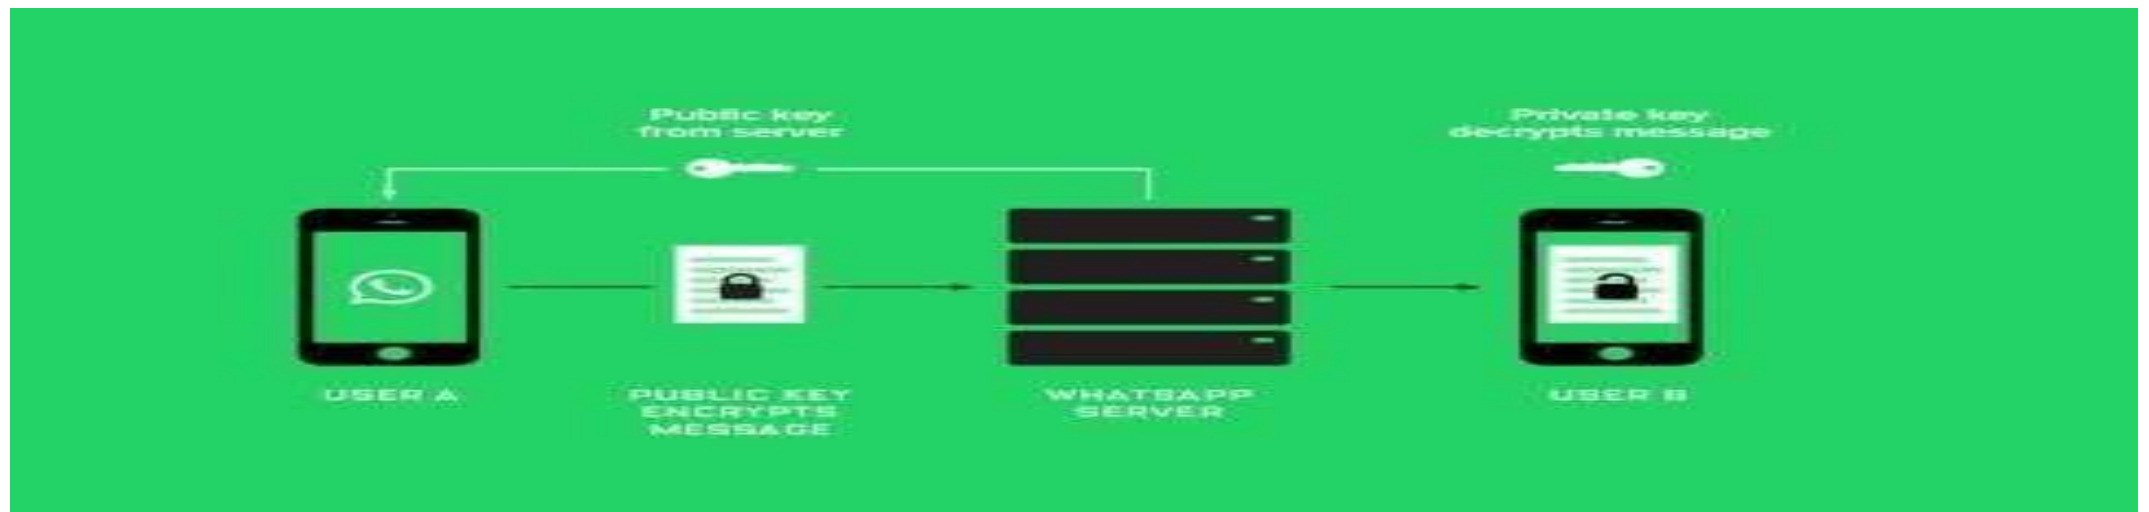 Public key
from server
Private key
decrypts message
USER A
PUBLIC KEY
ENCRYPTS
MESSAGE
WHATSAPP
SERVER
USER B